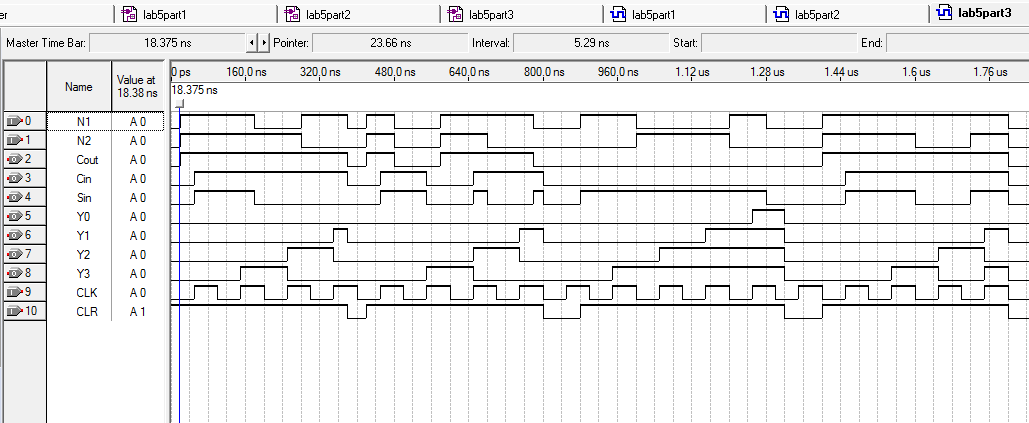 er lab5part1 lab5part2 lab5part3 lab5part1 lab5part2 lab5part3
Master Time Bar: 18.375 ns Pointer: 23.66 ns Interval: 5.29 ns Start: End:
Name Value at 18.38 ns
0 ps 160.0 ns 320.0 ns 480.0 ns 640.0 ns 800.0 ns 960.0 ns 1.12 us 1.28 us 1.44 us 1.6 us 1.76 us
18.375 ns
0 N1 A 0
1 N2 A 0
2 Cout A 0
3 Cin A 0
4 Sin A 0
5 Y0 A 0
6 Y1 A 0
7 Y2 A 0
8 Y3 A 0
9 CLK A 0
10 CLR A 1